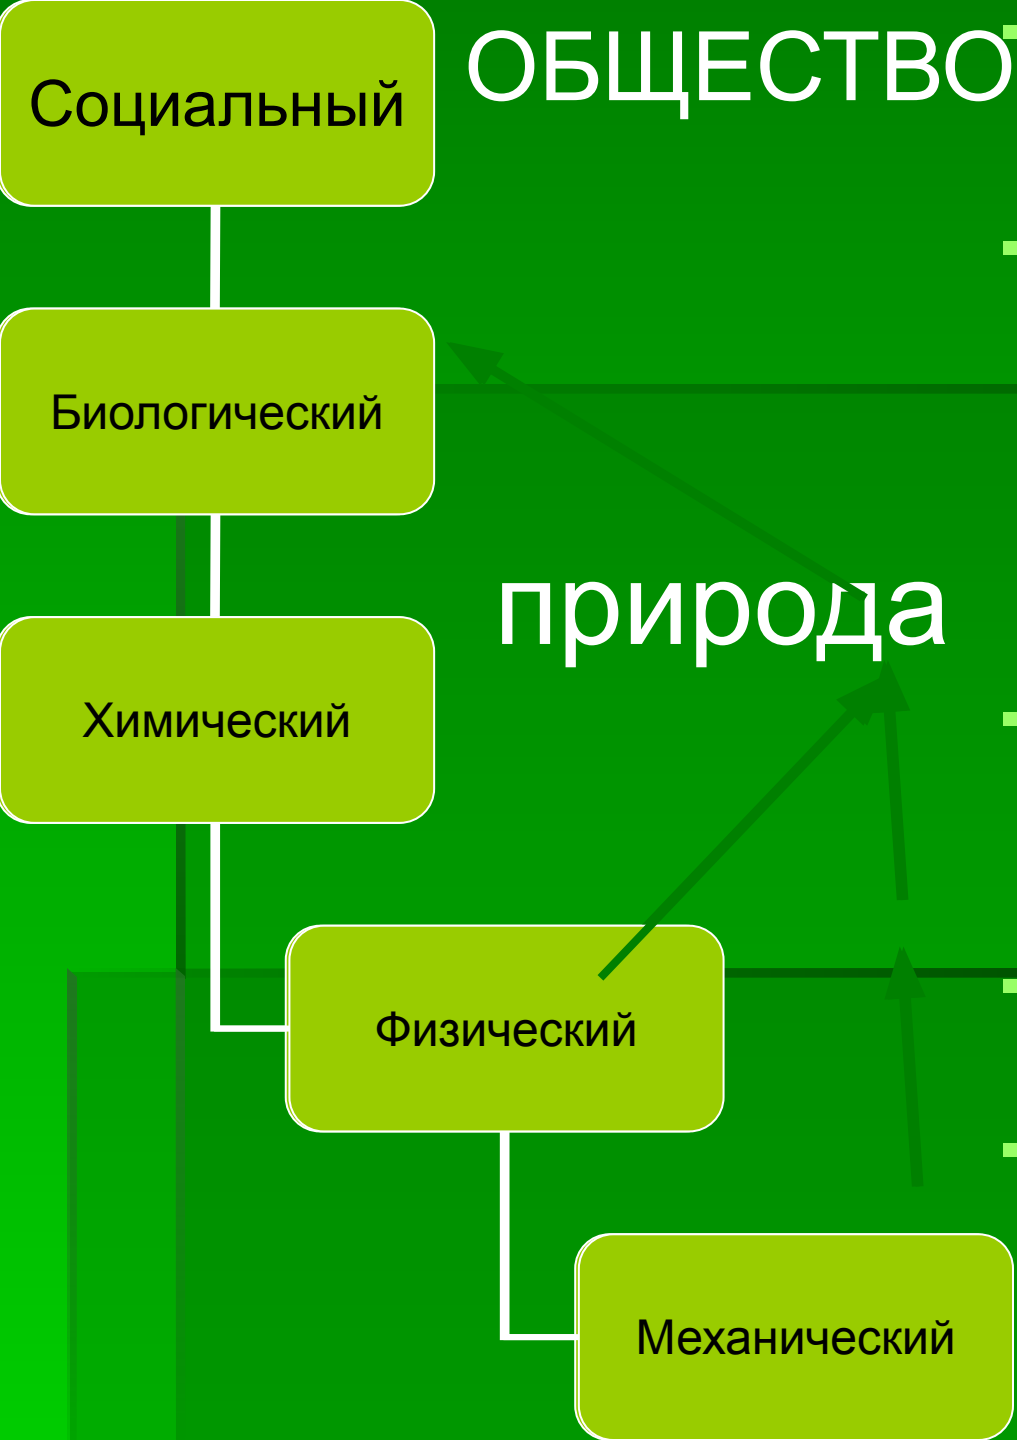 Социальный
ОБЩЕСТВО
Биологический
природа
Химический
Физический
Механический